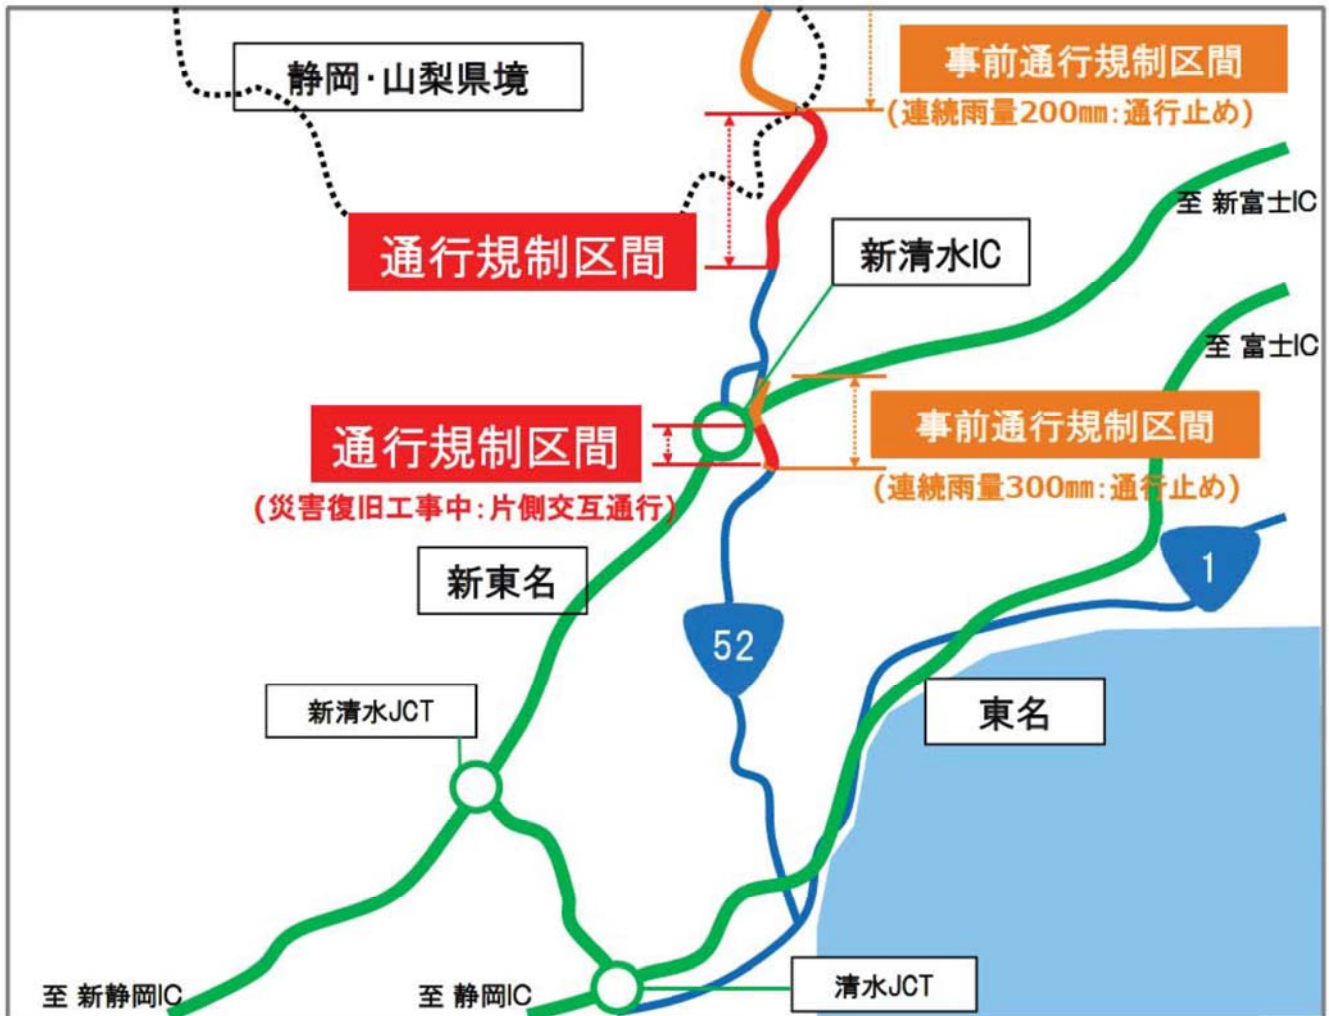 静岡･山梨県境
事前通行規制区間
(連続雨量200㎜:通行止め)
至 新富士IC
通行規制区間
新清水IC
至 富士IC
通行規制区間
(災害復旧工事中:片側交互通行)
事前通行規制区間
(連続雨量300㎜:通行止め)
新東名
1
52
新清水JCT
東名
至 新静岡IC
至 静岡IC
清水JCT